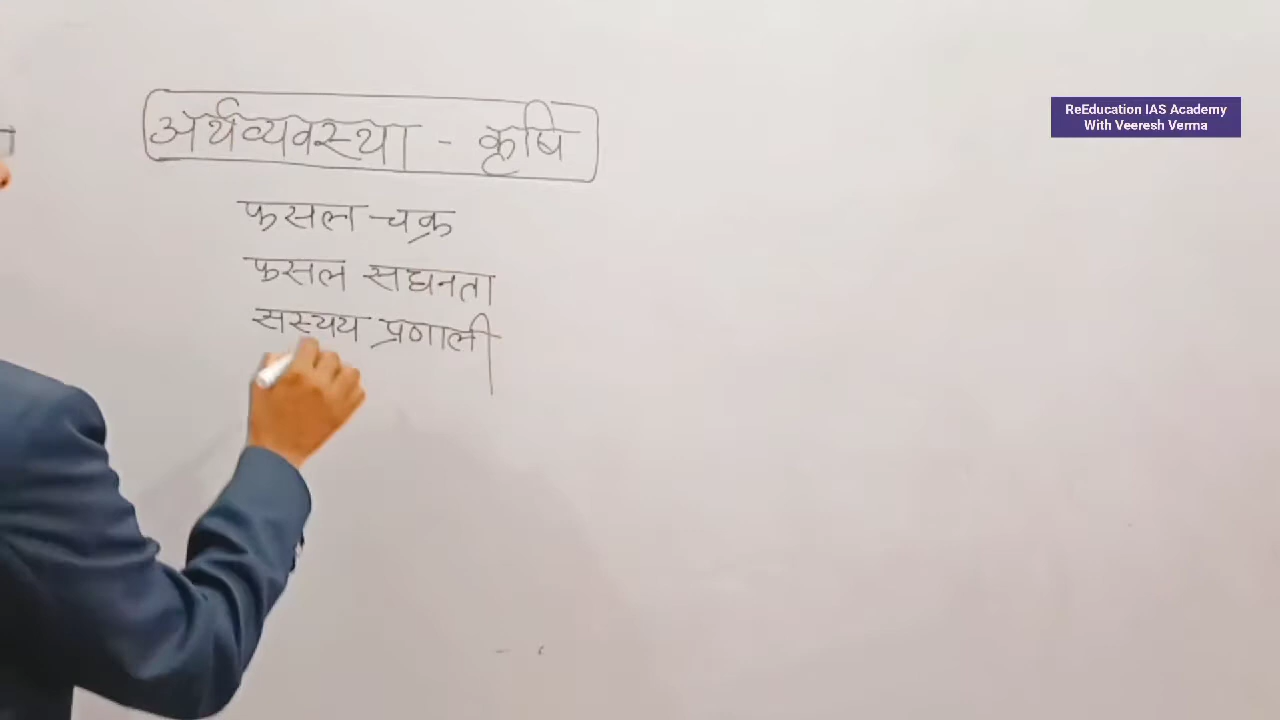 अर्थव्यवस्था - कृषि
फसल चक्र
फसल सघनता
सस्यय प्रणाली
ReEducation IAS Academy
With Veeresh Verma